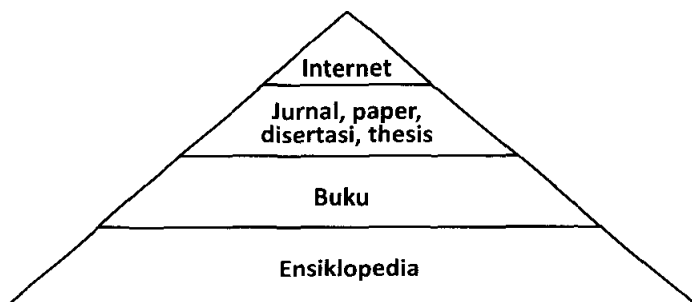 Internet
Jurnal, paper,
disertasi, thesis
Buku
Ensiklopedia